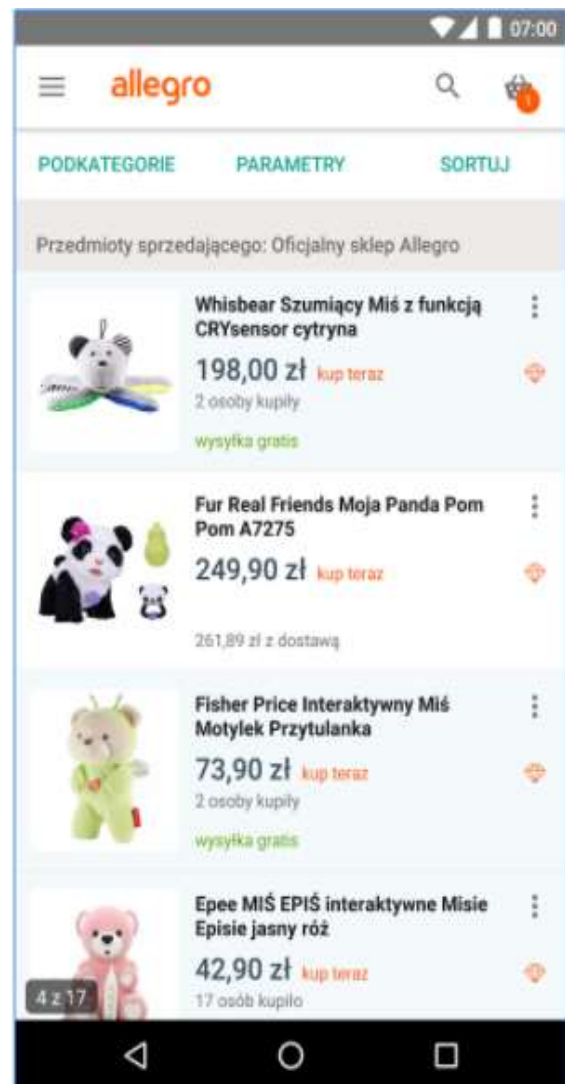 07:00
allegro
1
PODKATEGORIE PARAMETRY SORTUJ
Przedmioty sprzedającego: Oficjalny sklep Allegro
Whisbear Szumiący Miś z funkcją
CRYsensor cytryna
198,00 zł kup teraz
2 osoby kupiły
wysyłka gratis
Fur Real Friends Moja Panda Pom
Pom A7275
249,90 zł kup teraz
261,89 zł z dostawą
Fisher Price Interaktywny Miś
Motylek Przytulanka
73,90 zł kup teraz
2 osoby kupiły
wysyłka gratis
Epee MIŚ EPIŚ interaktywne Misie
Episie jasny róż
42,90 zł kup teraz
4 z 17
17 osób kupiło